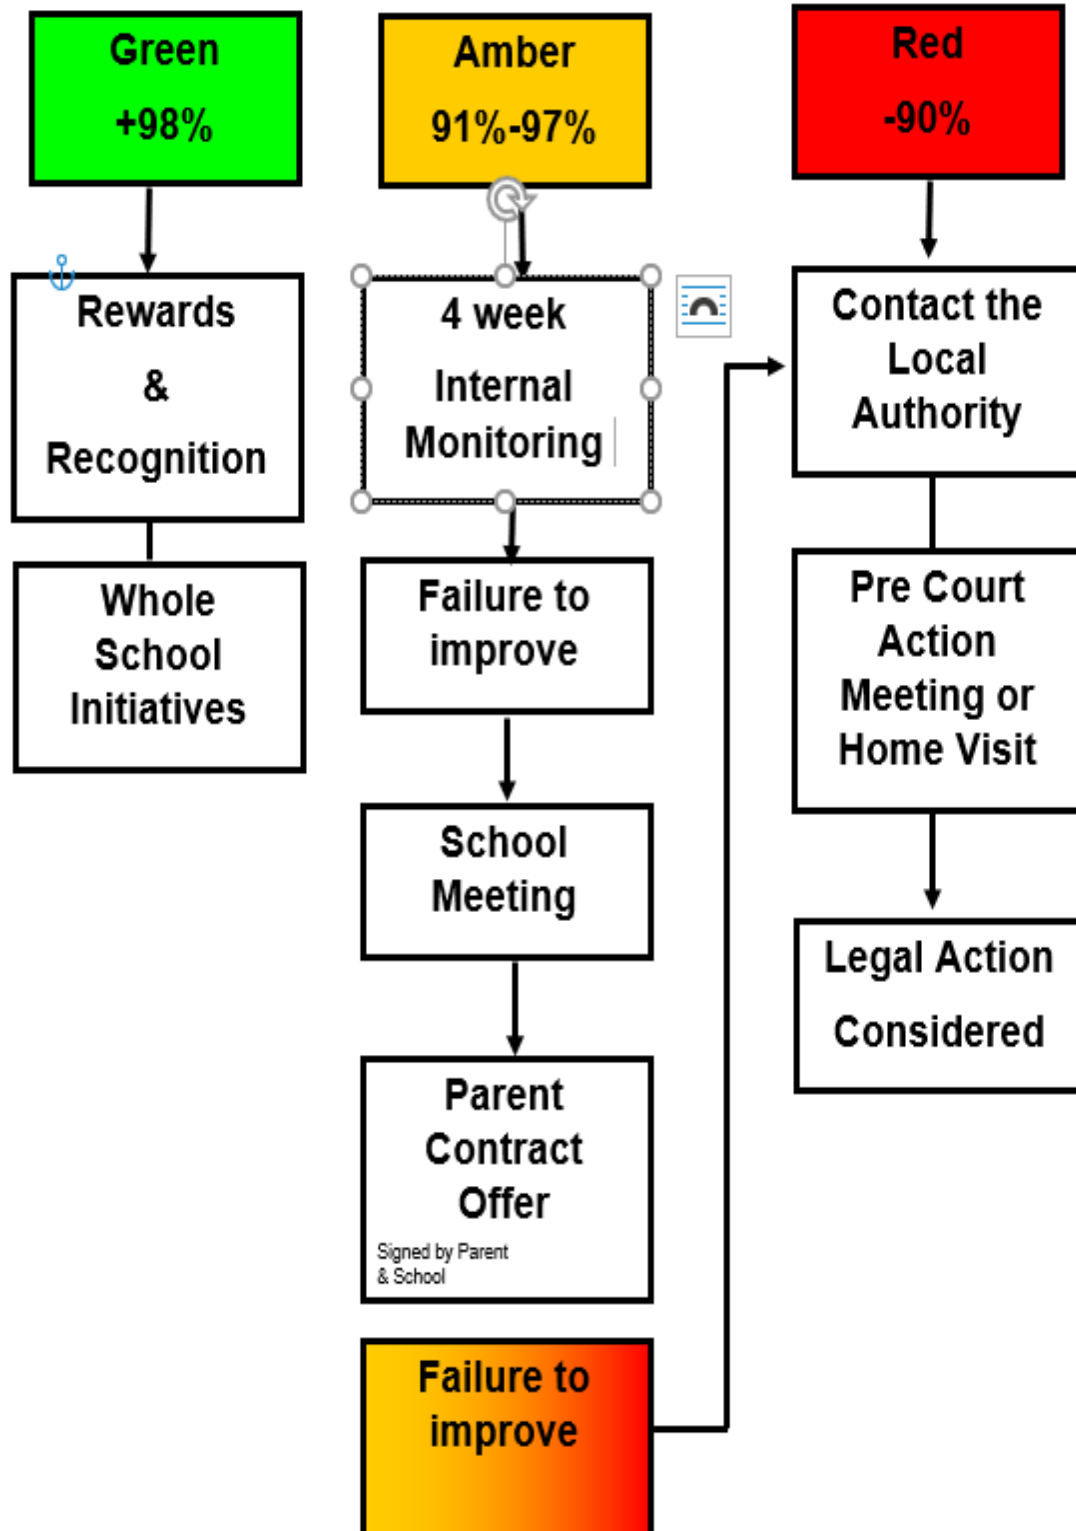 Green
+98%
Rewards
&
Recognition
Whole
School
Initiatives
Amber
91%-97%
4 week
Internal
Monitoring
Failure to
improve
School
Meeting
Parent
Contract
Offer
Signed by Parent
& School
Failure to
improve
Red
-90%
Contact the
Local
Authority
Pre Court
Action
Meeting or
Home Visit
Legal Action
Considered